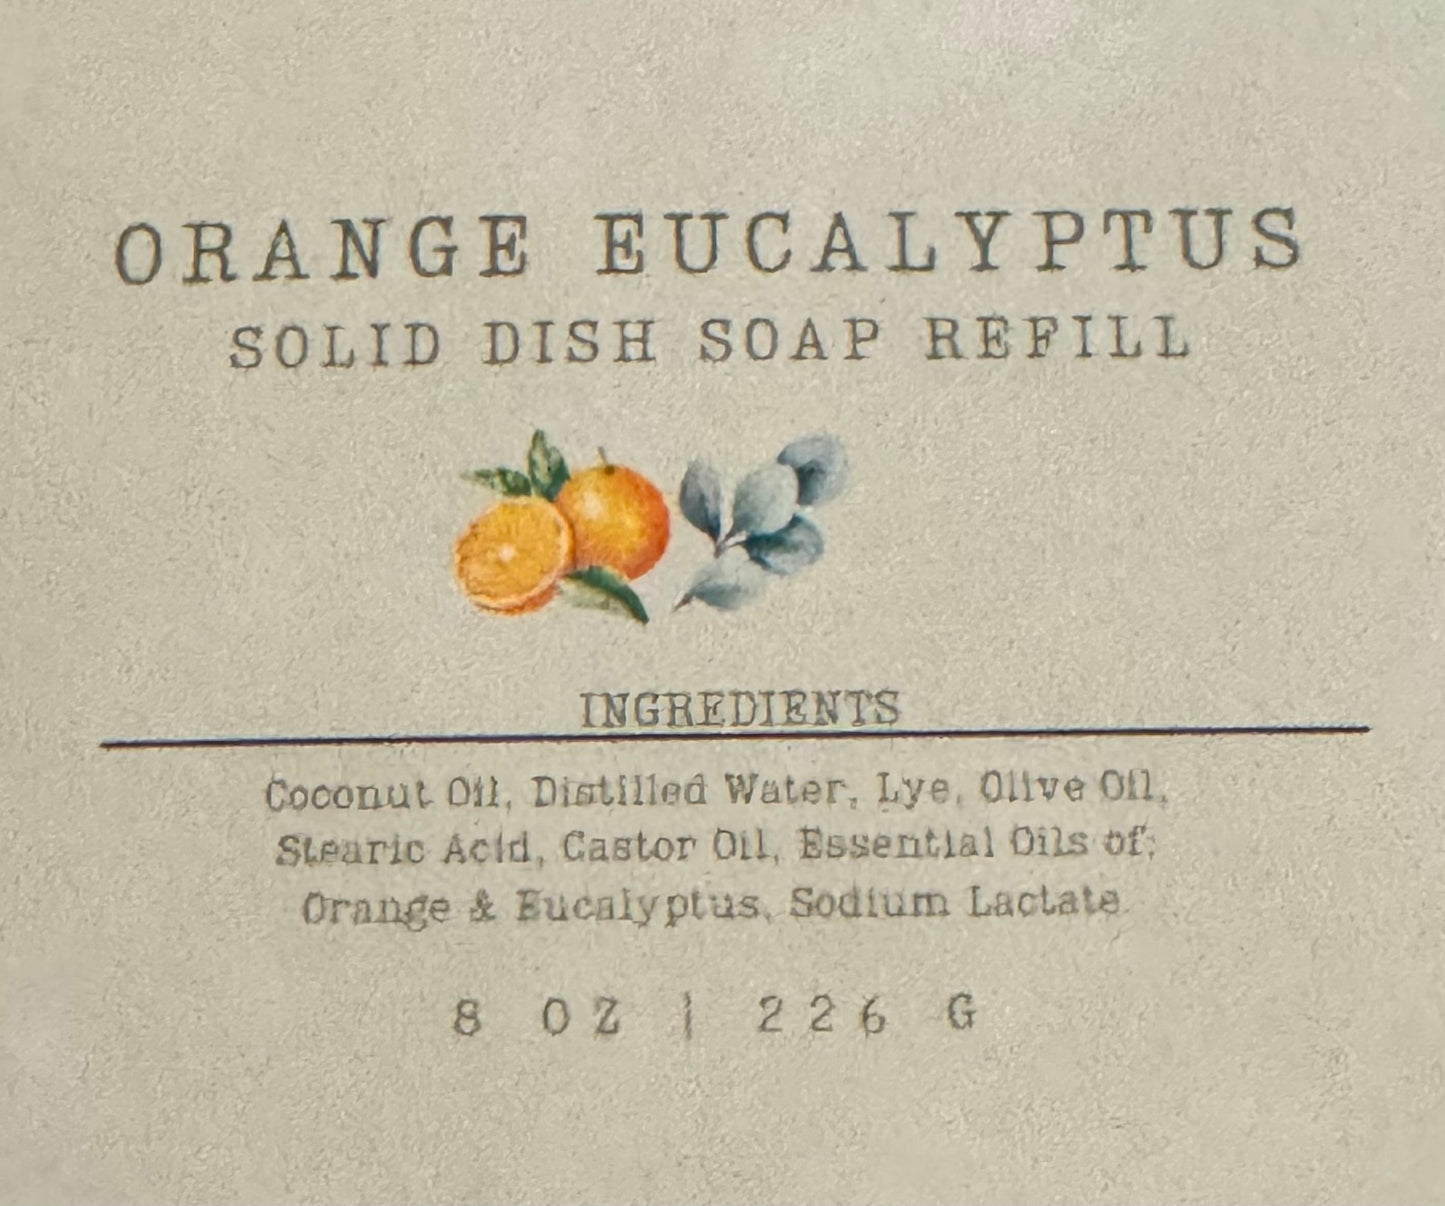 ORANGE EUCALYPTUS
SOLID DISH SOAP REFILL
INGREDIENTS
Coconut Oil, Distilled Water, Lye, Olive Oil,
Stearic Acid, Castor Oil, Essential Oils of;
Orange & Eucalyptus, Sodium Lactate
8 OZ | 226 G